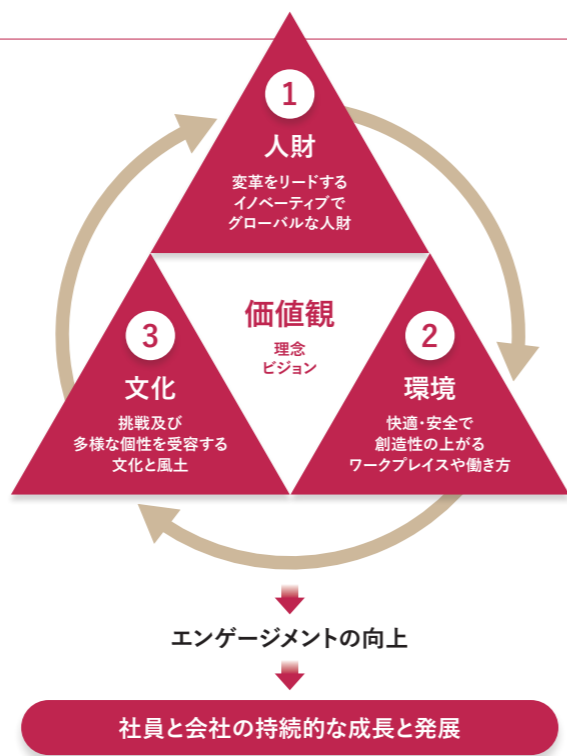 1
人財
変革をリードする
イノベーティブで
グローバルな人財
価値観
理念
ビジョン
2
環境
快適・安全で
創造性の上がる
ワークプレイスや働き方
3
文化
挑戦及び
多様な個性を受容する
文化と風土
エンゲージメントの向上
社員と会社の持続的な成長と発展